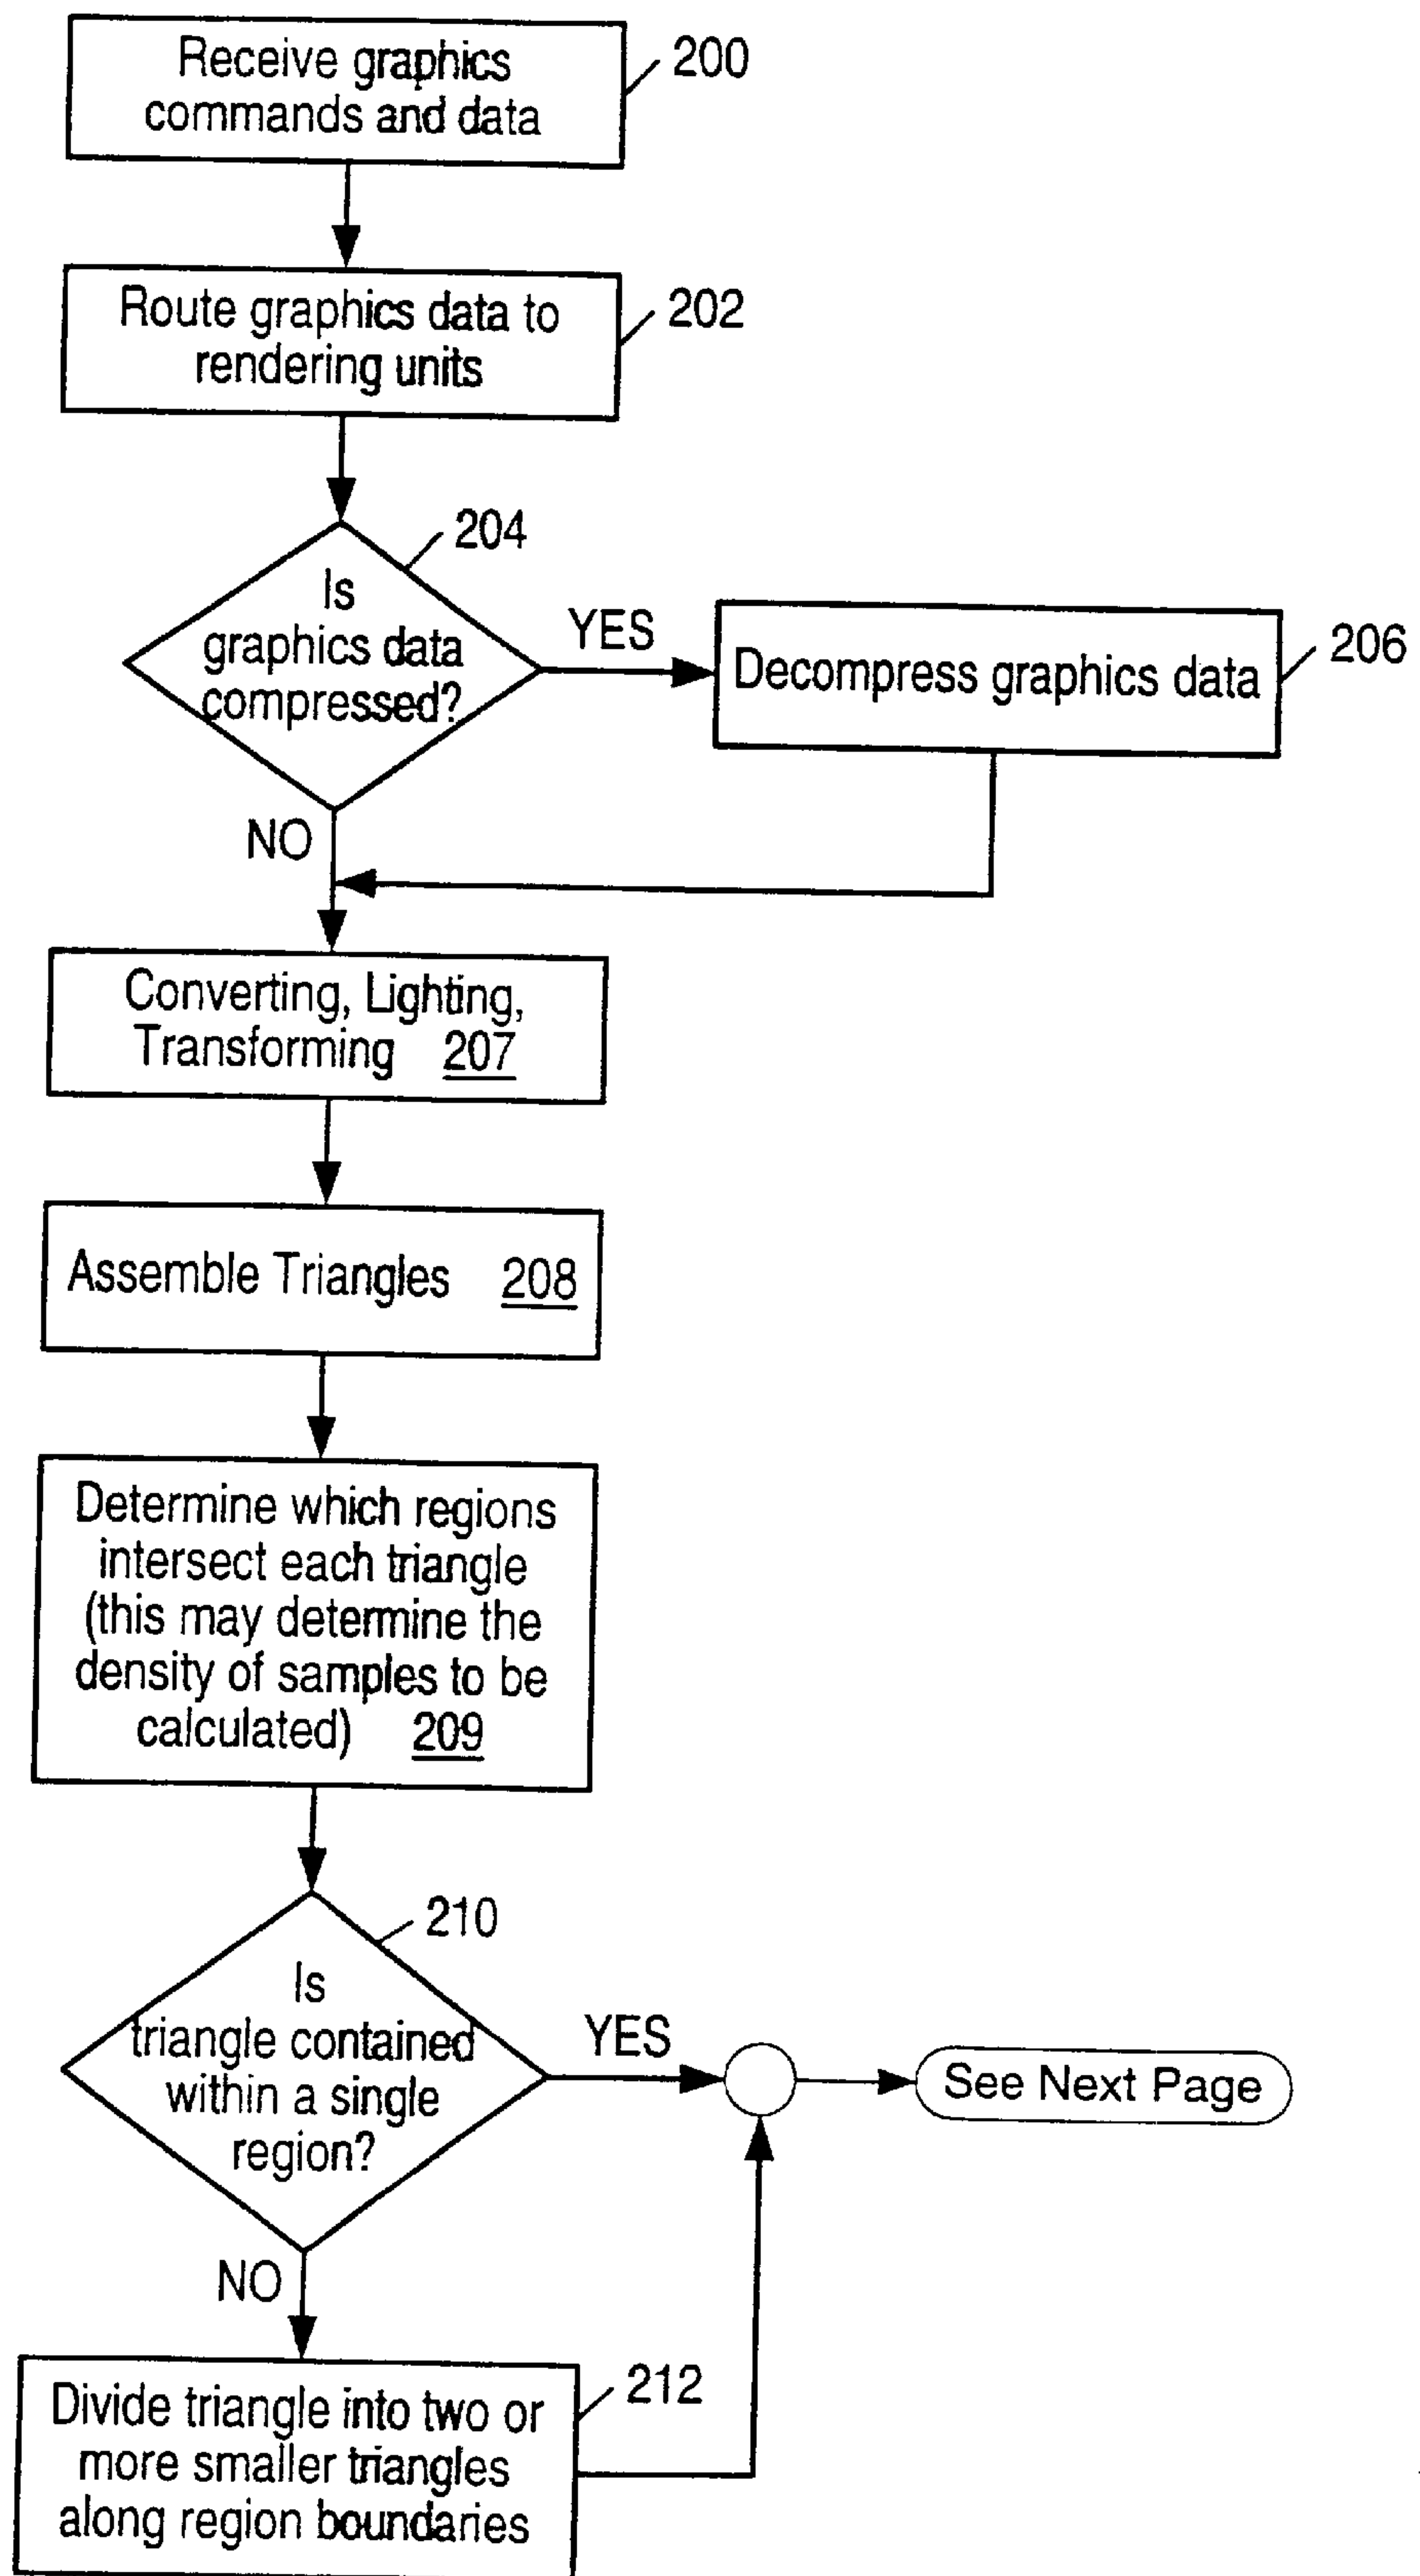 Receive graphics
commands and data
200
Route graphics data to
rendering units
202
204
Is
graphics data
compressed?
YES
Decompress graphics data
206
NO
Converting, Lighting,
Transforming 207
Assemble Triangles 208
Determine which regions
intersect each triangle
(this may determine the
density of samples to be
calculated) 209
210
Is
triangle contained
within a single
region?
YES
See Next Page
NO
212
Divide triangle into two or
more smaller triangles
along region boundaries